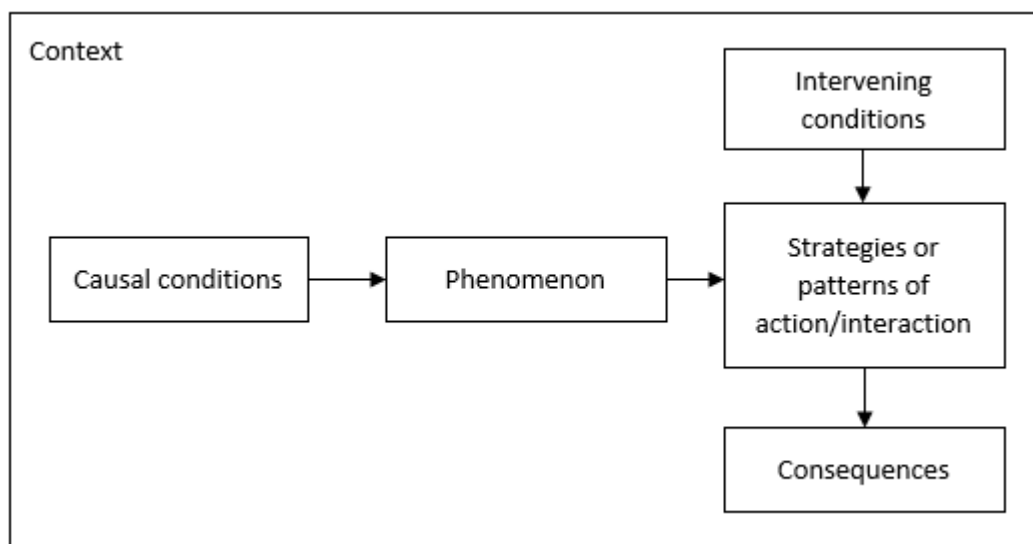 Context
Intervening
conditions
Causal conditions
Phenomenon
Strategies or
patterns of
action/interaction
Consequences